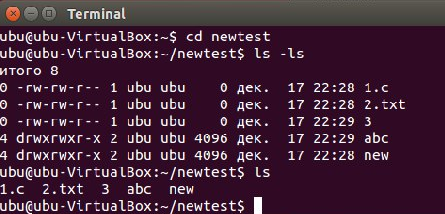 Terminal
ubu@ubu-VirtualBox:~$ cd newtest
ubu@ubu-VirtualBox:~/newtest$ ls -ls
итого 8
0 -rw-rw-r-- 1 ubu ubu    0 дек.  17 22:28 1.c
0 -rw-rw-r-- 1 ubu ubu    0 дек.  17 22:28 2.txt
0 -rw-rw-r-- 1 ubu ubu    0 дек.  17 22:29 3
4 drwxrwxr-x 2 ubu ubu 4096 дек.  17 22:29 abc
4 drwxrwxr-x 2 ubu ubu 4096 дек.  17 22:28 new
ubu@ubu-VirtualBox:~/newtest$ ls
1.c  2.txt  3  abc  new
ubu@ubu-VirtualBox:~/newtest$